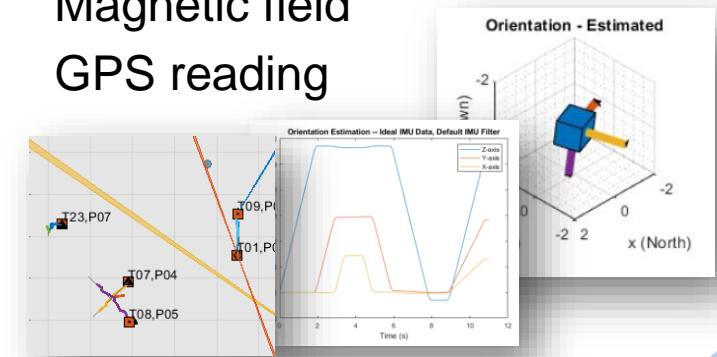 Magnetic field
GPS reading
Orientation - Estimated
-2
x (North)
-2
0
2
0
-2
Orientation Estimation -- Ideal IMU Data, Default IMU Filter
Z-axis
Y-axis
X-axis
0 2 4 6 8 10 12
Time (s)
T23,P07
T09,P0
T01,P0
T07,P04
T08,P05